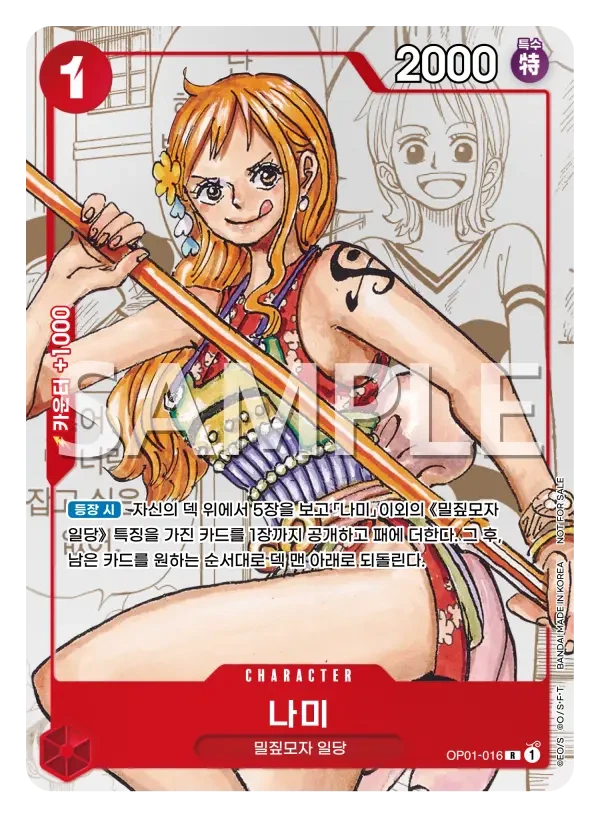 1
2000
특수
特
카운터 +1000
SAMPLE
등장 시 자신의 덱 위에서 5장을 보고 「나미」 이외의 《밀짚모자
일당》 특징을 가진 카드를 1장까지 공개하고 패에 더한다. 그 후,
남은 카드를 원하는 순서대로 덱 맨 아래로 되돌린다.
CHARACTER
나미
밀짚모자 일당
OP01-016 R 1
©EO/S ©O/S·F·T BANDAI MADE IN KOREA NOT FOR SALE